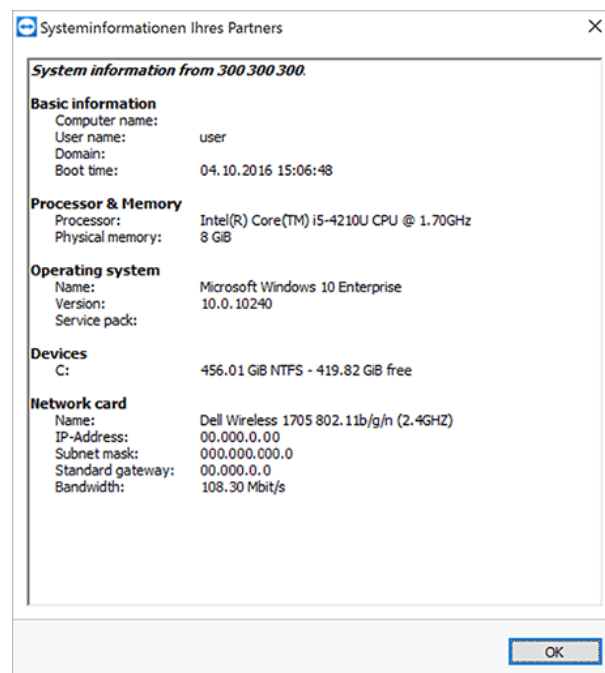 Systeminformationen Ihres Partners
System information from 300 300 300.
Basic information
Computer name:
User name: user
Domain:
Boot time: 04.10.2016 15:06:48
Processor & Memory
Processor: Intel(R) Core(TM) i5-4210U CPU @ 1.70GHz
Physical memory: 8 GiB
Operating system
Name: Microsoft Windows 10 Enterprise
Version: 10.0.10240
Service pack:
Devices
C: 456.01 GiB NTFS - 419.82 GiB free
Network card
Name: Dell Wireless 1705 802.11b/g/n (2.4GHZ)
IP-Address: 00.000.0.00
Subnet mask: 000.000.000.0
Standard gateway: 00.000.0.0
Bandwidth: 108.30 Mbit/s
OK